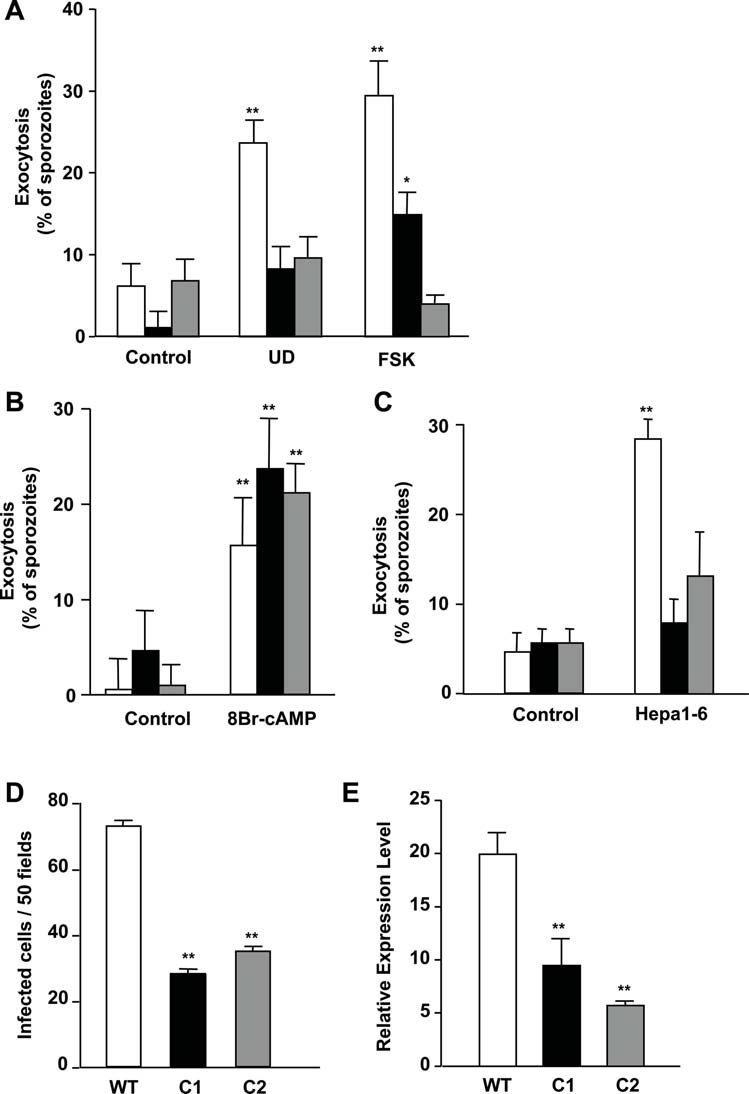 A
Exocytosis
(% of sporozoites)
40
30
20
10
0
**
**
*
Control
UD
FSK
B
Exocytosis
(% of sporozoites)
30
20
10
0
**
**
**
Control
8Br-cAMP
C
Exocytosis
(% of sporozoites)
30
20
10
0
**
Control
Hepa1-6
D
Infected cells / 50 fields
80
60
40
20
0
**
**
WT
C1
C2
E
Relative Expression Level
25
20
15
10
5
0
**
**
WT
C1
C2